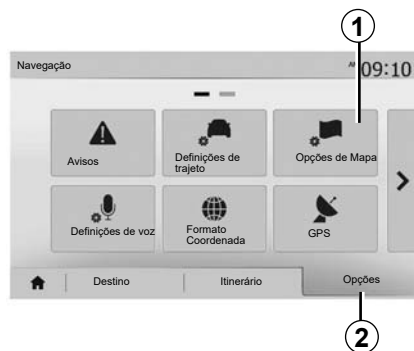 1
Navegação
AM 09:10
Avisos
Definições de
trajeto
Opções de Mapa
Definições de voz
Formato
Coordenada
GPS
Destino
Itinerário
Opções
2